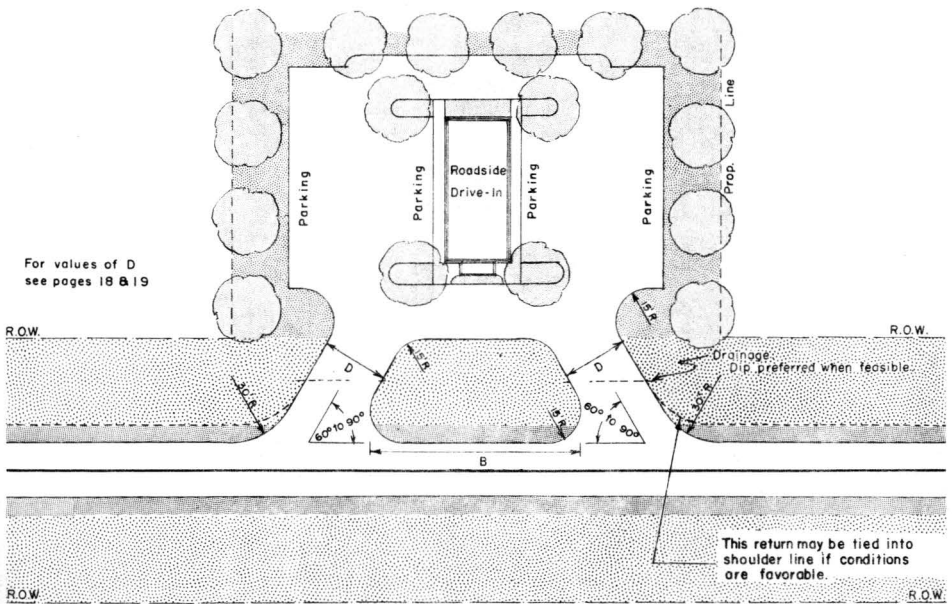 Line
Prop.
Roadside
Drive-In
Parking
Parking
Parking
Parking
For values of D
see pages 18 & 19
R.O.W.
R.O.W.
15'R
15'R
D
D
Drainage.
Dip preferred when feasible.
30'R
30'R
60° to 90°
60° to 90°
15'R
B
This return may be tied into
shoulder line if conditions
are favorable.
R.O.W.
R.O.W.